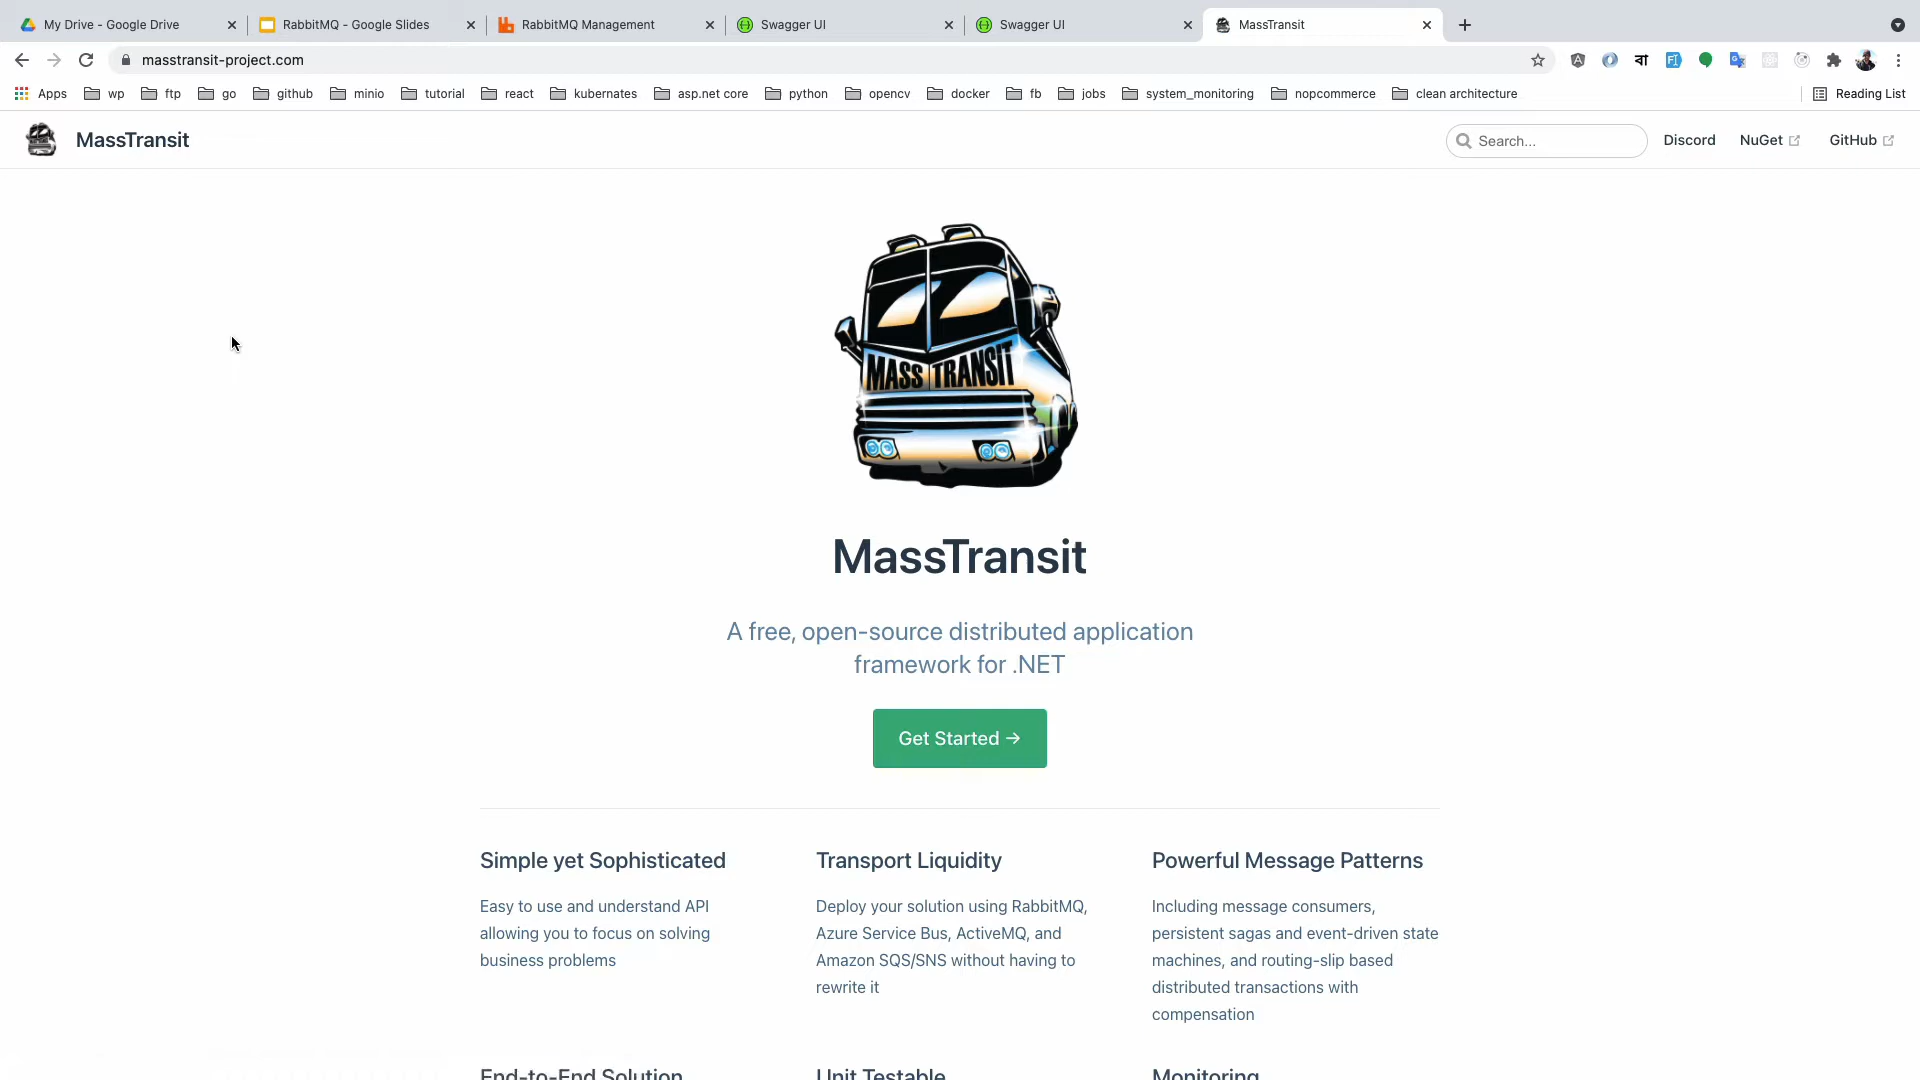 My Drive - Google Drive
RabbitMQ - Google Slides
RabbitMQ Management
Swagger UI
Swagger UI
MassTransit
masstransit-project.com
Apps wp ftp go github minio tutorial react kubernetes asp.net core python opencv docker fb jobs system_monitoring nopcommerce clean architecture Reading List
MassTransit
Search...
Discord
NuGet
GitHub
MASS TRANSIT
MassTransit
A free, open-source distributed application
framework for .NET
Get Started →
Simple yet Sophisticated
Easy to use and understand API
allowing you to focus on solving
business problems
Transport Liquidity
Deploy your solution using RabbitMQ,
Azure Service Bus, ActiveMQ, and
Amazon SQS/SNS without having to
rewrite it
Powerful Message Patterns
Including message consumers,
persistent sagas and event-driven state
machines, and routing-slip based
distributed transactions with
compensation
End-to-End Solution
Unit Testable
Monitoring